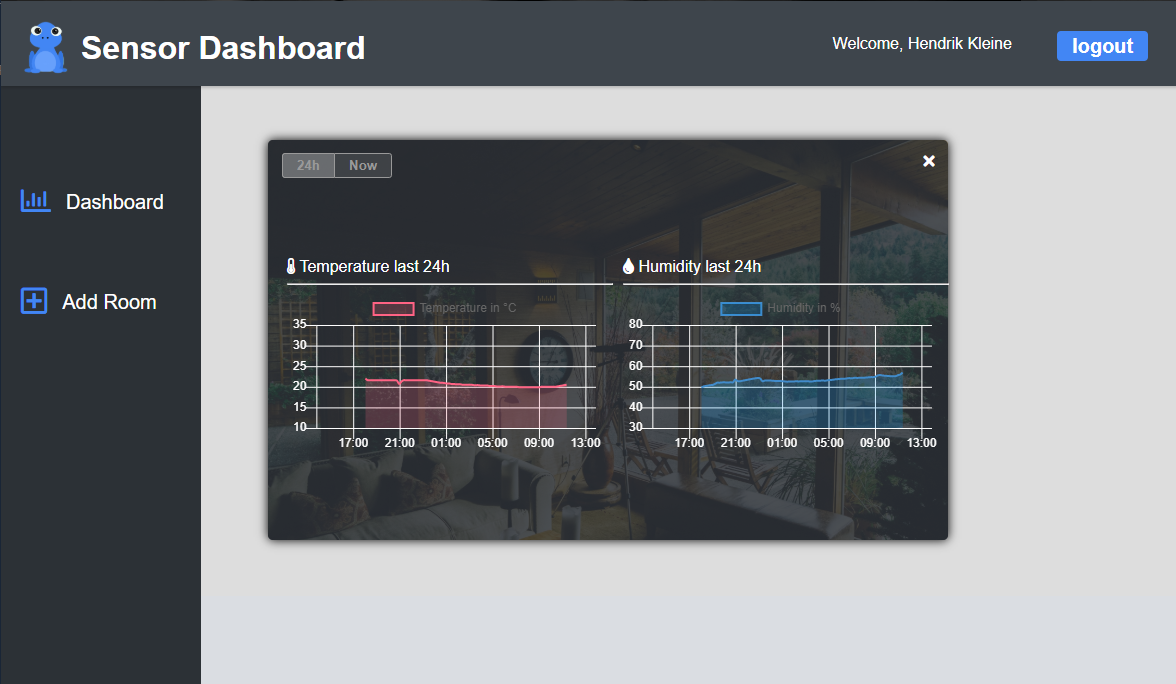 Sensor Dashboard
Welcome, Hendrik Kleine
logout
Dashboard
Add Room
24h Now
×
Temperature last 24h
Temperature in °C
35
30
25
20
15
10
17:00 21:00 01:00 05:00 09:00 13:00
Humidity last 24h
Humidity in %
80
70
60
50
40
30
17:00 21:00 01:00 05:00 09:00 13:00